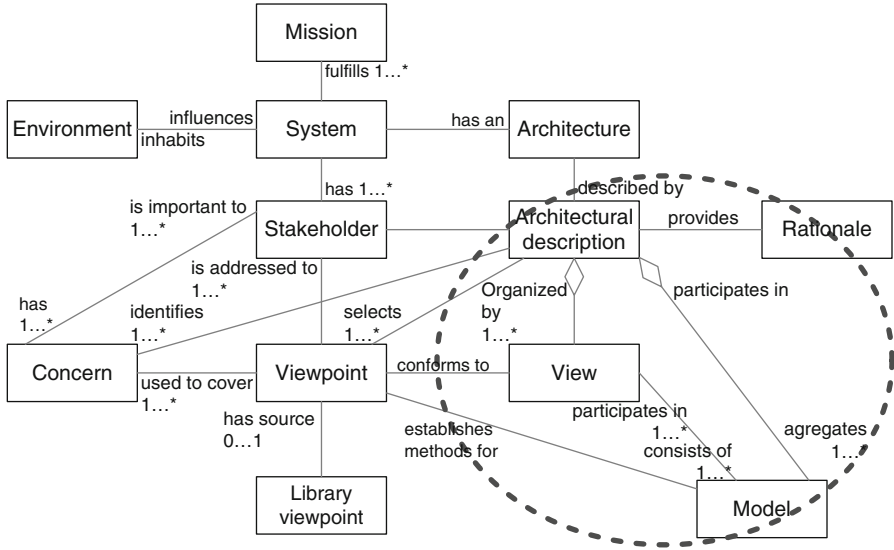 Mission
fulfills 1…*
Environment
influences
inhabits
System
has an
Architecture
has 1…*
described by
is important to
1…*
Stakeholder
Architectural
description
provides
Rationale
is addressed to
1…*
has
1…*
identifies
1…*
selects
1…*
Organized
by
1…*
participates in
Concern
used to cover
1…*
Viewpoint
conforms to
View
has source
0…1
establishes
methods for
participates in
1…*
consists of
1…*
agregates
1…*
Library
viewpoint
Model